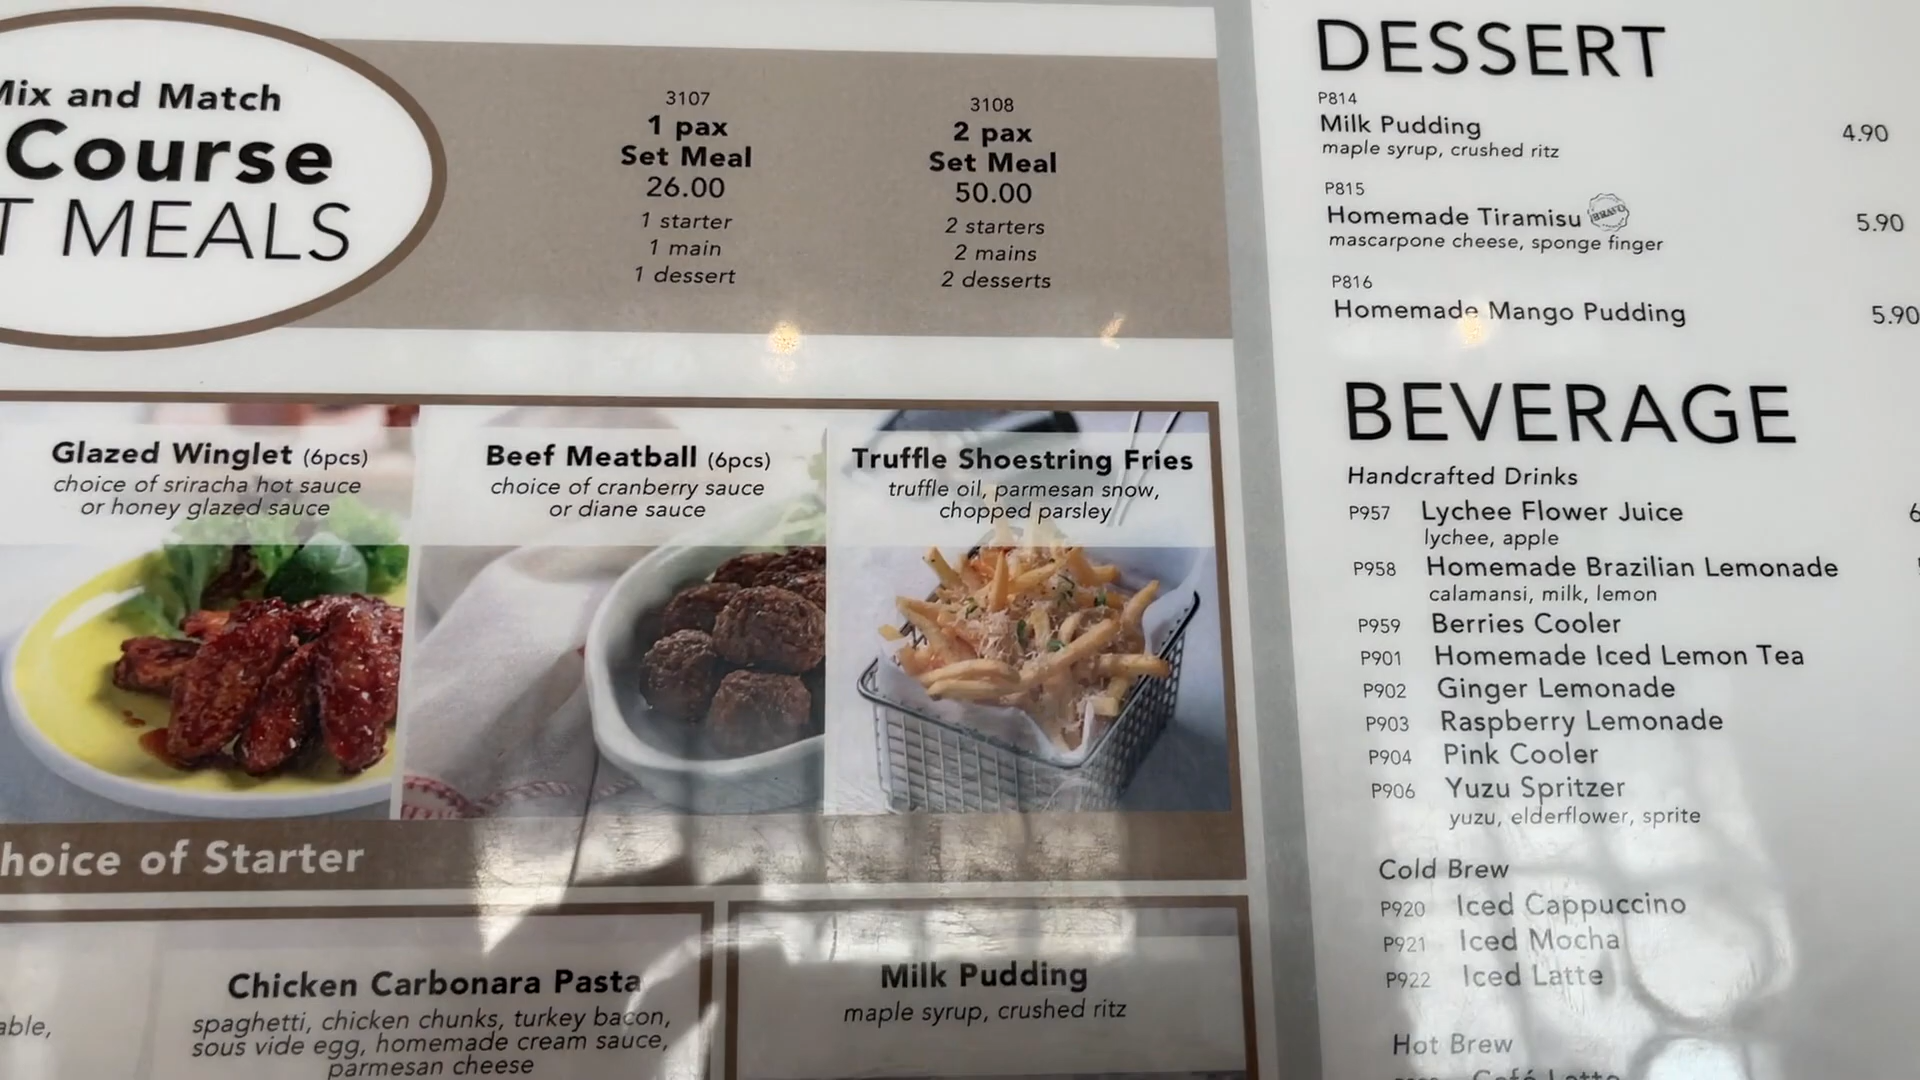 Mix and Match
Course
T MEALS
3107
1 pax
Set Meal
26.00
1 starter
1 main
1 dessert
3108
2 pax
Set Meal
50.00
2 starters
2 mains
2 desserts
Glazed Winglet (6pcs)
choice of sriracha hot sauce
or honey glazed sauce
Beef Meatball (6pcs)
choice of cranberry sauce
or diane sauce
Truffle Shoestring Fries
truffle oil, parmesan snow,
chopped parsley
hoice of Starter
able,
Chicken Carbonara Pasta
spaghetti, chicken chunks, turkey bacon,
sous vide egg, homemade cream sauce,
parmesan cheese
Milk Pudding
maple syrup, crushed ritz
DESSERT
P814
Milk Pudding 4.90
maple syrup, crushed ritz
P815
Homemade Tiramisu BRAVO 5.90
mascarpone cheese, sponge finger
P816
Homemade Mango Pudding 5.90
BEVERAGE
Handcrafted Drinks
P957 Lychee Flower Juice 6
lychee, apple
P958 Homemade Brazilian Lemonade
calamansi, milk, lemon
P959 Berries Cooler
P901 Homemade Iced Lemon Tea
P902 Ginger Lemonade
P903 Raspberry Lemonade
P904 Pink Cooler
P906 Yuzu Spritzer
yuzu, elderflower, sprite
Cold Brew
P920 Iced Cappuccino
P921 Iced Mocha
P922 Iced Latte
Hot Brew
Café Latte